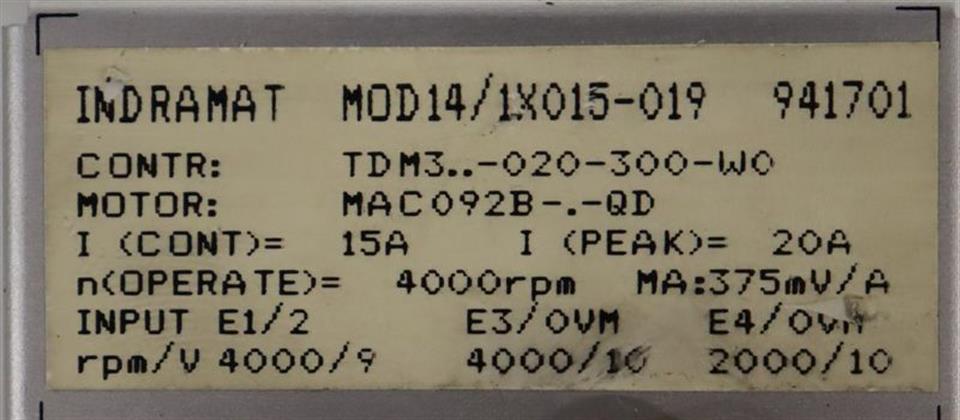 INDRAMAT MOD14/1X015-019 941701
CONTR: TDM3..-020-300-W0
MOTOR: MAC092B-.-QD
I (CONT)= 15A I (PEAK)= 20A
n(OPERATE)= 4000rpm MA:375mV/A
INPUT E1/2 E3/0VM E4/0VM
rpm/V 4000/9 4000/10 2000/10